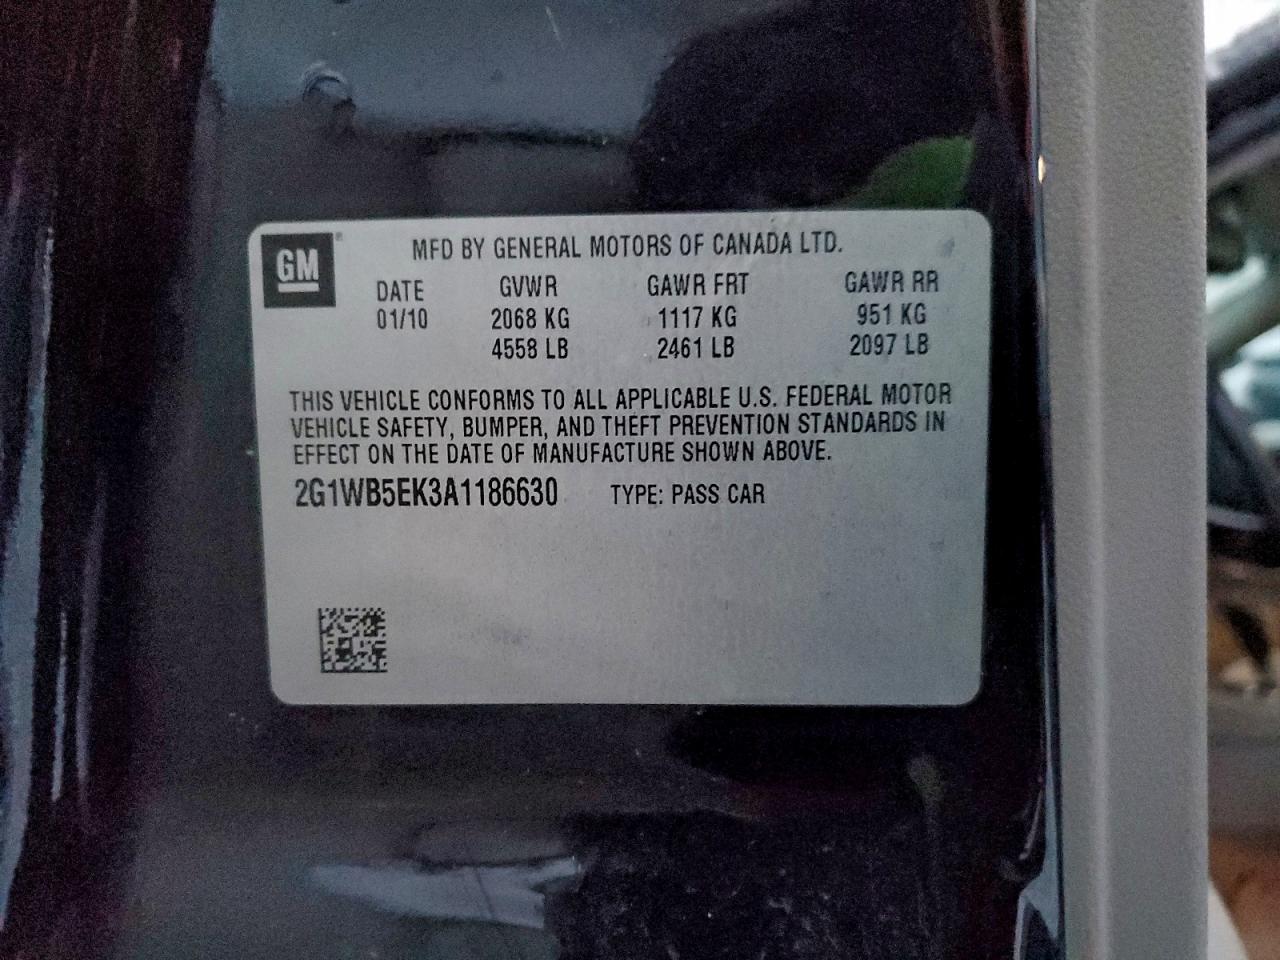 GM®
MFD BY GENERAL MOTORS OF CANADA LTD.
DATE GVWR GAWR FRT GAWR RR
01/10 2068 KG 1117 KG 951 KG
4558 LB 2461 LB 2097 LB
THIS VEHICLE CONFORMS TO ALL APPLICABLE U.S. FEDERAL MOTOR
VEHICLE SAFETY, BUMPER, AND THEFT PREVENTION STANDARDS IN
EFFECT ON THE DATE OF MANUFACTURE SHOWN ABOVE.
2G1WB5EK3A1186630 TYPE: PASS CAR